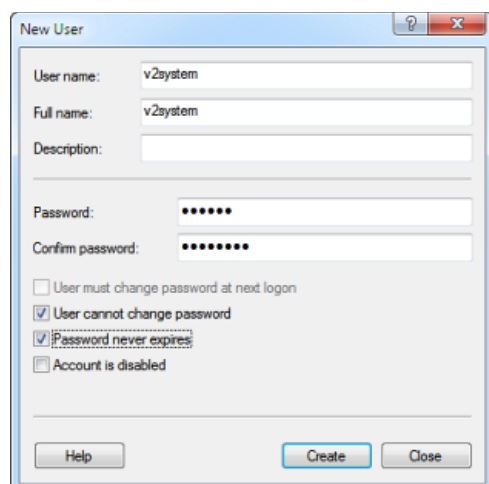 New User
User name: v2system
Full name: v2system
Description:
Password: ••••••
Confirm password: ••••••••
User must change password at next logon
User cannot change password
Password never expires
Account is disabled
Help Create Close